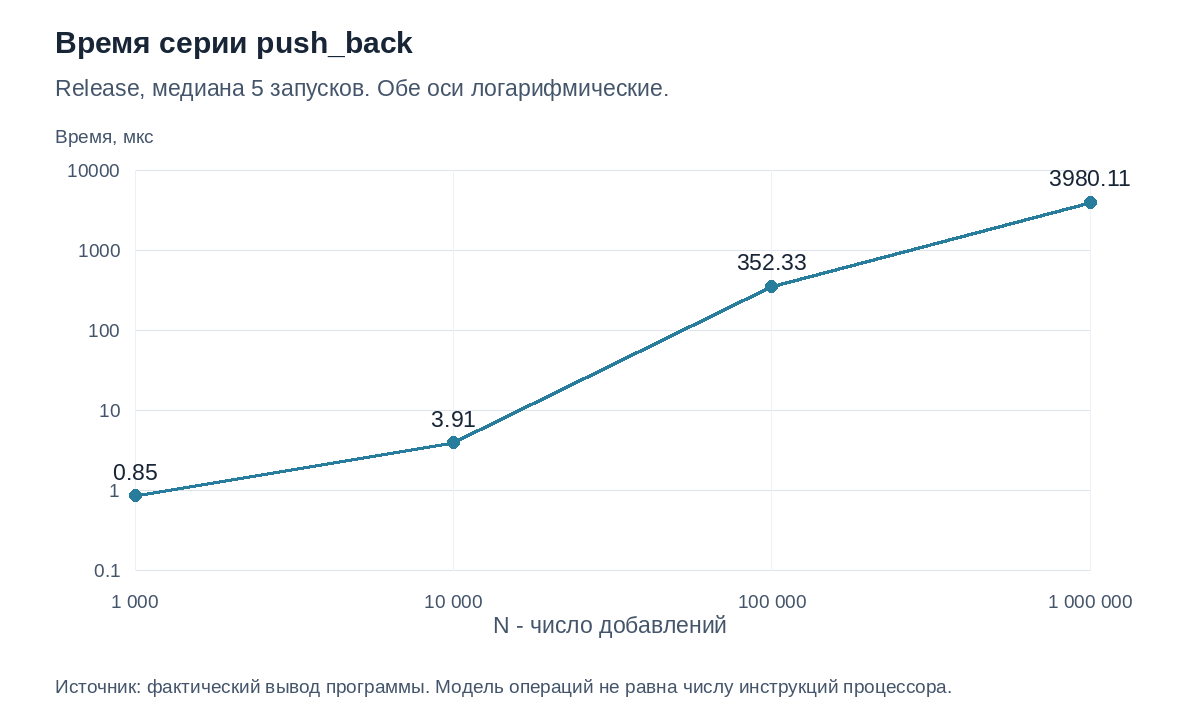 Время серии push_back
Release, медиана 5 запусков. Обе оси логарифмические.
Время, мкс
10000
3980.11
1000
352.33
100
10
3.91
0.85
1
0.1
1 000
10 000
100 000
1 000 000
N - число добавлений
Источник: фактический вывод программы. Модель операций не равна числу инструкций процессора.